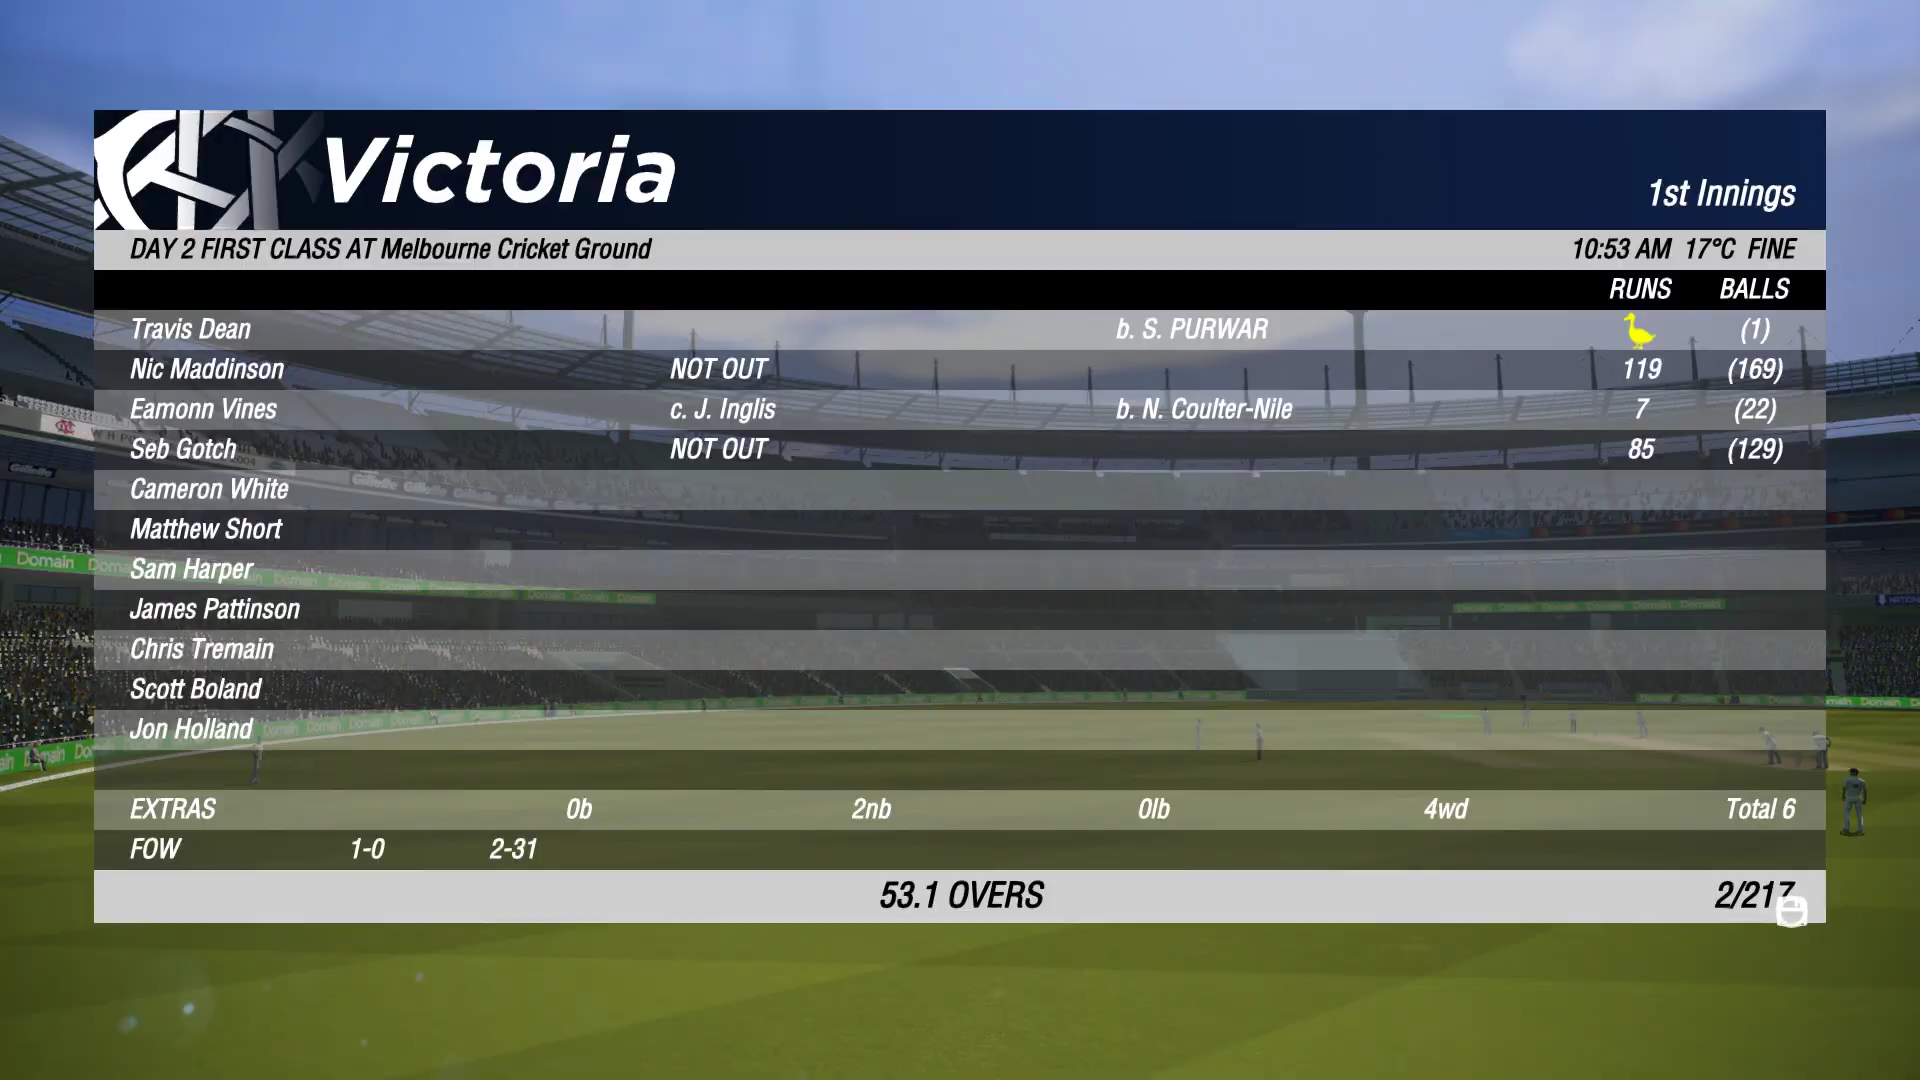 Victoria
1st Innings
DAY 2 FIRST CLASS AT Melbourne Cricket Ground
10:53 AM 17°C FINE
RUNS BALLS
Travis Dean b. S. PURWAR (1)
Nic Maddinson NOT OUT 119 (169)
Eamonn Vines c. J. Inglis b. N. Coulter-Nile 7 (22)
Seb Gotch NOT OUT 85 (129)
Cameron White
Matthew Short
Sam Harper
James Pattinson
Chris Tremain
Scott Boland
Jon Holland
EXTRAS 0b 2nb 0lb 4wd Total 6
FOW 1-0 2-31
53.1 OVERS 2/217
Domain